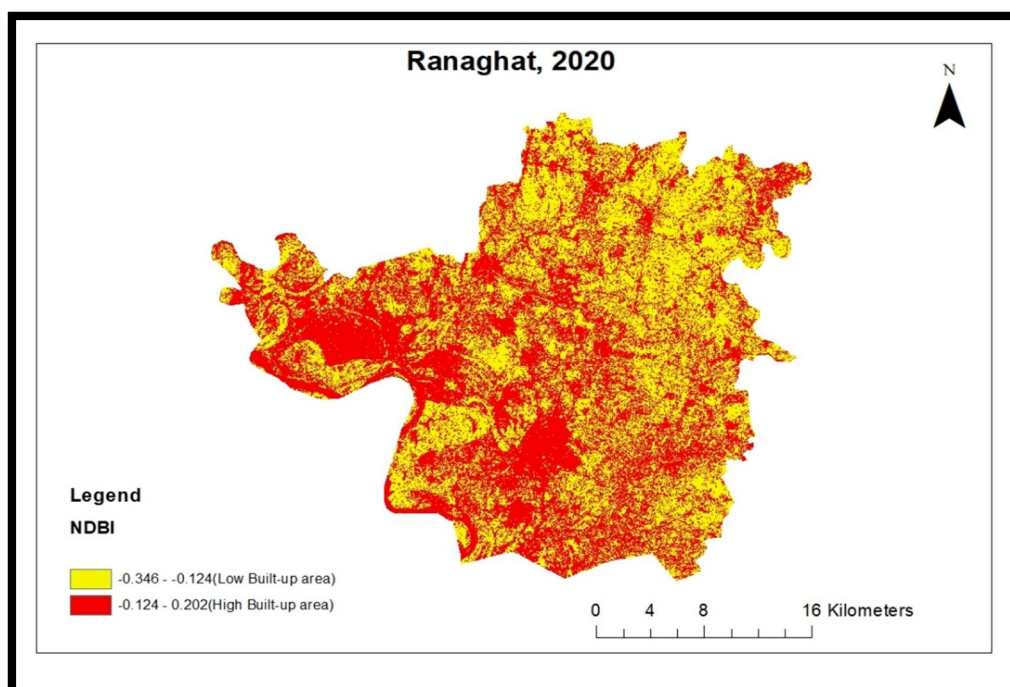 Ranaghat, 2020
N
Legend
NDBI
-0.346 - -0.124(Low Built-up area)
-0.124 - 0.202(High Built-up area)
0 4 8 16 Kilometers